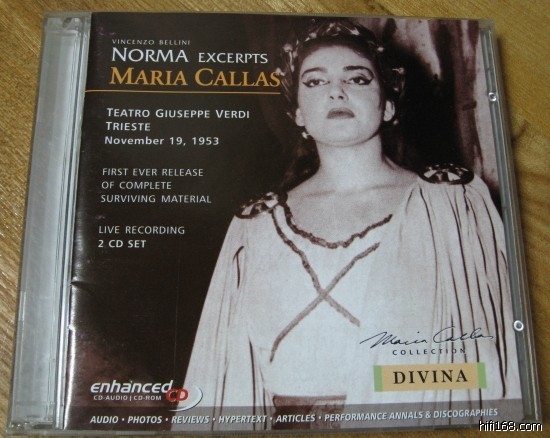 VINCENZO BELLINI
NORMA EXCERPTS
MARIA CALLAS
TEATRO GIUSEPPE VERDI
TRIESTE
November 19, 1953
FIRST EVER RELEASE
OF COMPLETE
SURVIVING MATERIAL
LIVE RECORDING
2 CD SET
Maria Callas
COLLECTION
DIVINA
enhanced CD
CD-AUDIO | CD-ROM
AUDIO • PHOTOS • REVIEWS • HYPERTEXT • ARTICLES • PERFORMANCE ANNALS & DISCOGRAPHIES
hifi168.com